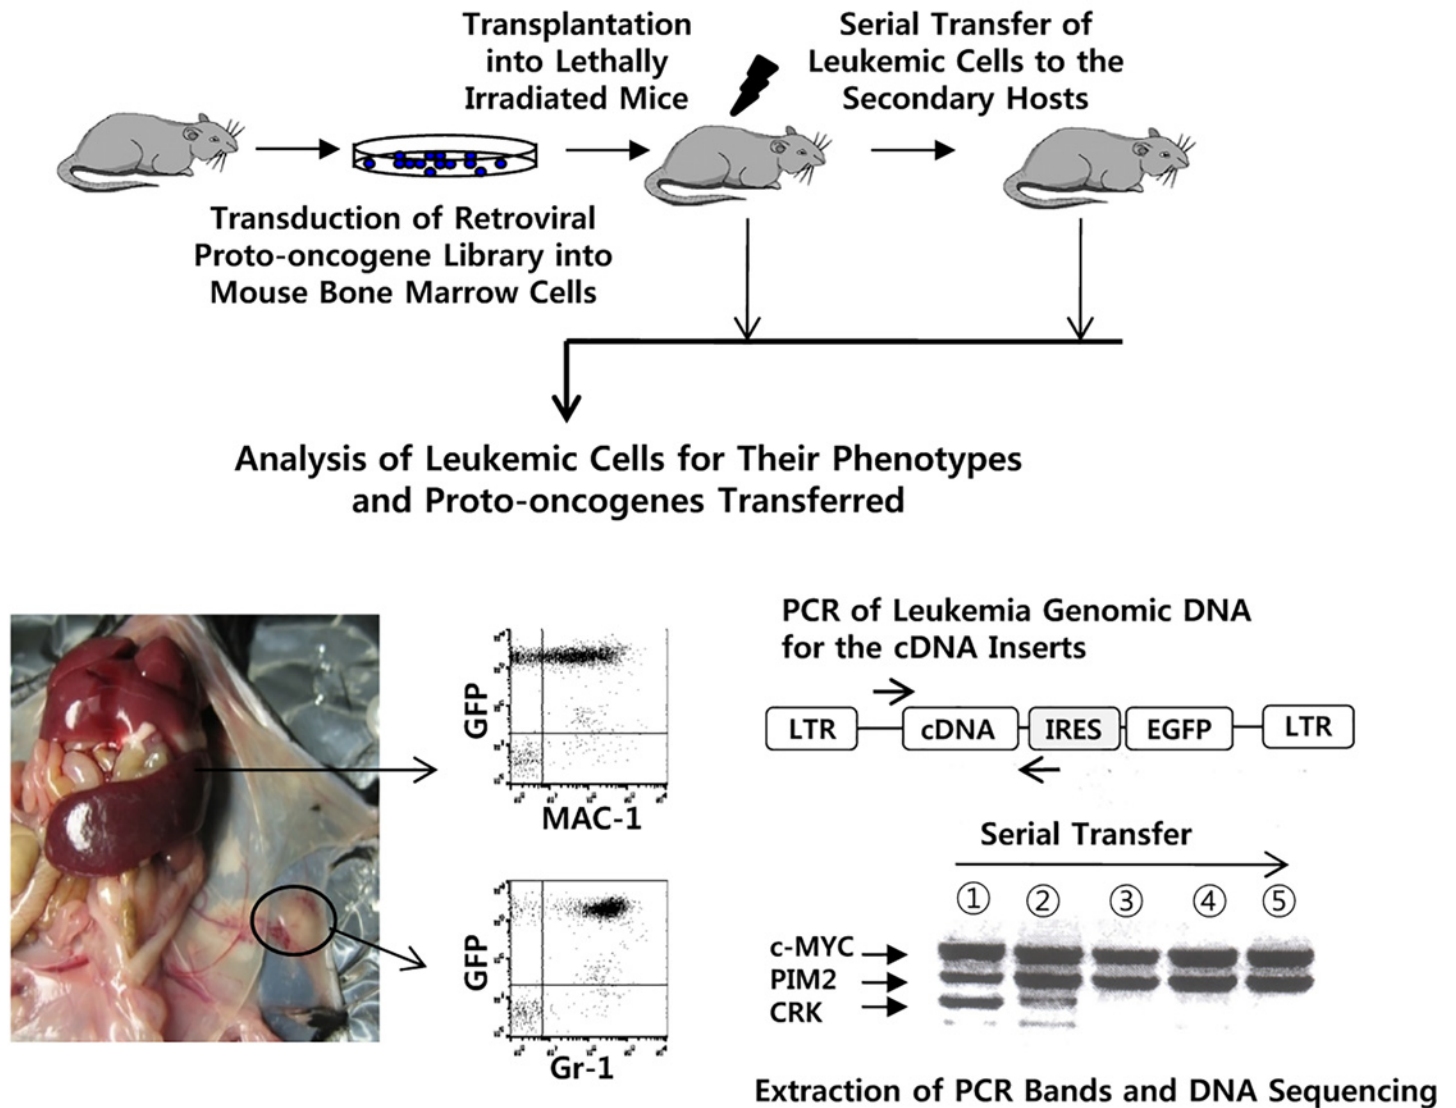 Transplantation
into Lethally
Irradiated Mice
Serial Transfer of
Leukemic Cells to the
Secondary Hosts
Transduction of Retroviral
Proto-oncogene Library into
Mouse Bone Marrow Cells
Analysis of Leukemic Cells for Their Phenotypes
and Proto-oncogenes Transferred
GFP
MAC-1
GFP
Gr-1
PCR of Leukemia Genomic DNA
for the cDNA Inserts
LTR cDNA IRES EGFP LTR
Serial Transfer
① ② ③ ④ ⑤
c-MYC
PIM2
CRK
Extraction of PCR Bands and DNA Sequencing